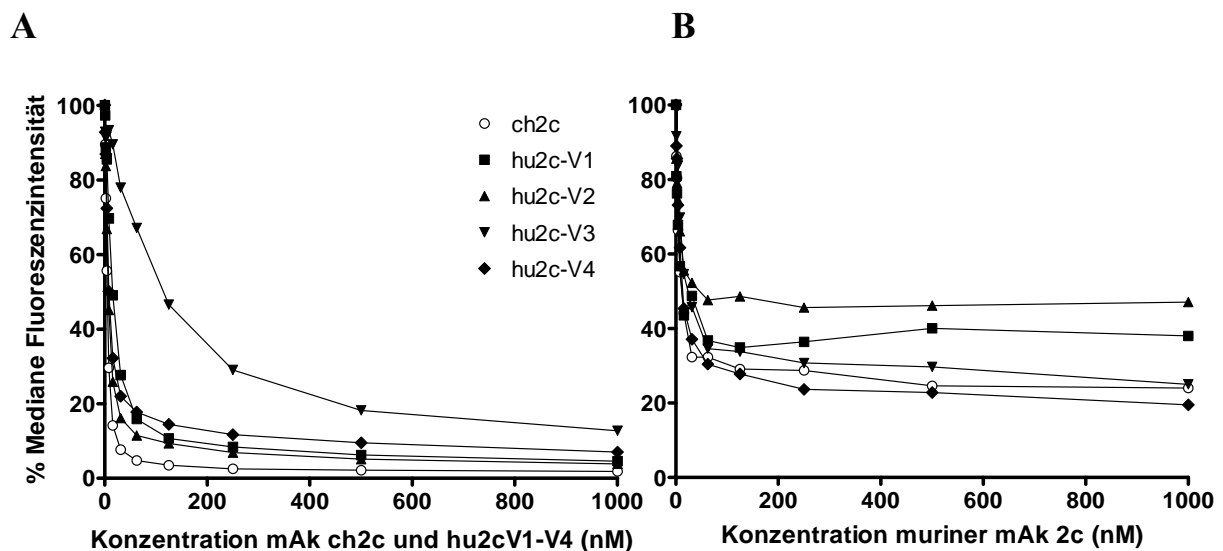 A
B
% Mediane Fluoreszenzintensität
100
80
60
40
20
0
0
200
400
600
800
1000
Konzentration mAk ch2c und hu2cV1-V4 (nM)
ch2c
hu2c-V1
hu2c-V2
hu2c-V3
hu2c-V4
100
80
60
40
20
0
0
200
400
600
800
1000
Konzentration muriner mAk 2c (nM)